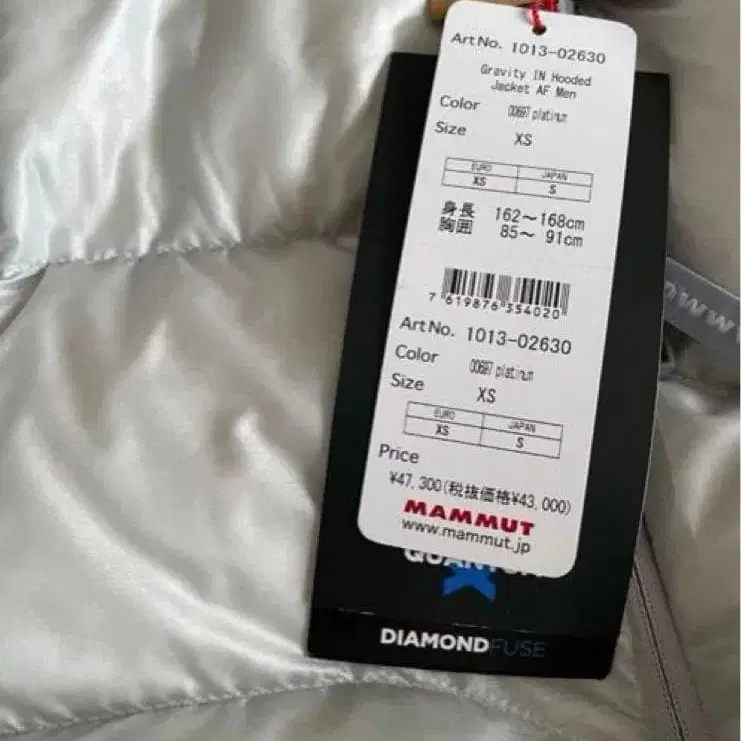 Art No. 1013-02630
Gravity IN Hooded
Jacket AF Men
Color 00697 platinum
Size XS
EURO JAPAN
XS S
身長 162～168cm
胸囲 85～ 91cm
7 619876 354020
Art No. 1013-02630
Color 00697 platinum
Size XS
EURO JAPAN
XS S
Price
¥47,300(税抜価格¥43,000)
MAMMUT
www.mammut.jp
DIAMONDFUSE